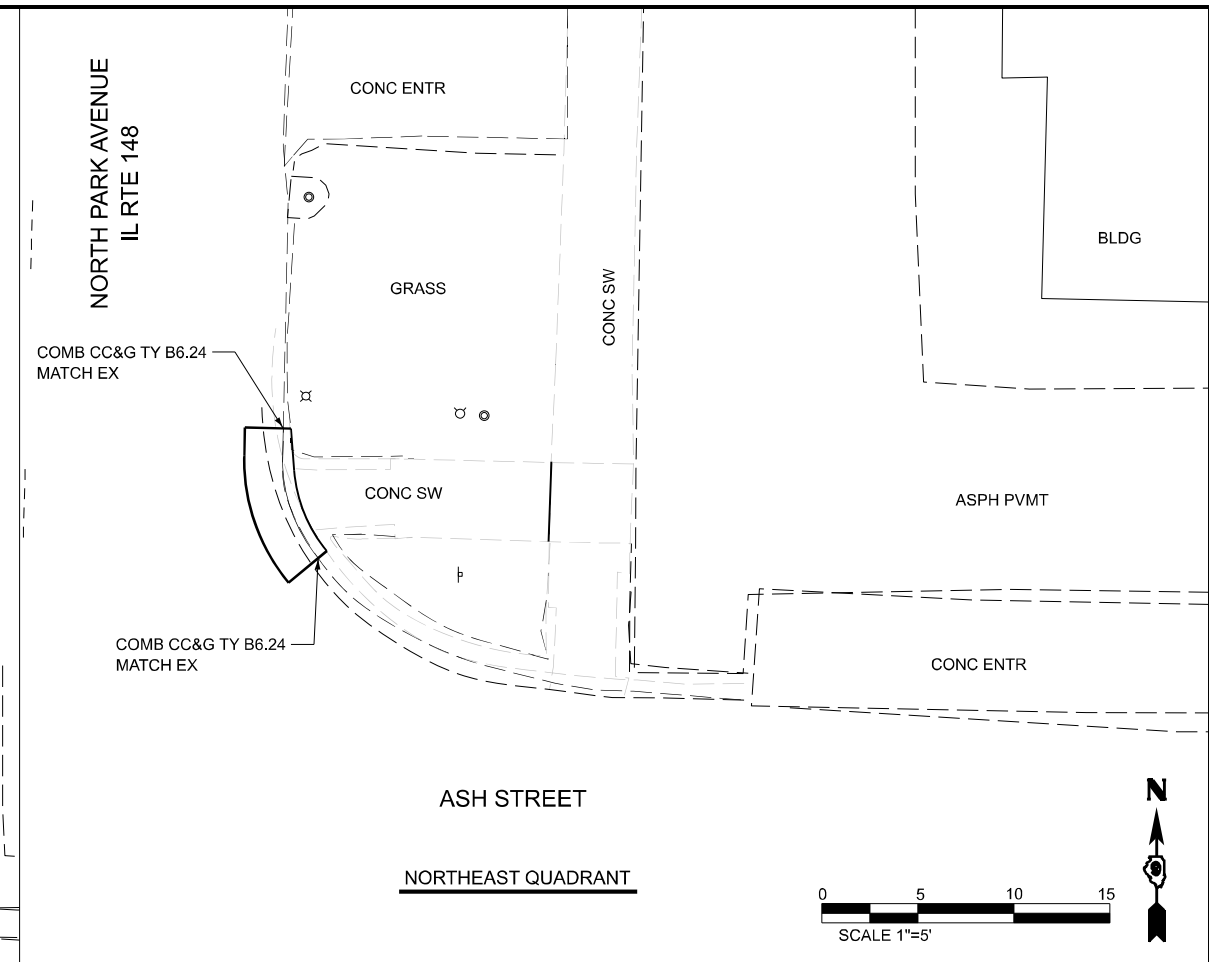 NORTH PARK AVENUE
IL RTE 148
CONC ENTR
GRASS
CONC SW
BLDG
COMB CC&G TY B6.24
MATCH EX
CONC SW
ASPH PVMT
COMB CC&G TY B6.24
MATCH EX
CONC ENTR
ASH STREET
NORTHEAST QUADRANT
N
0 5 10 15
SCALE 1"=5'